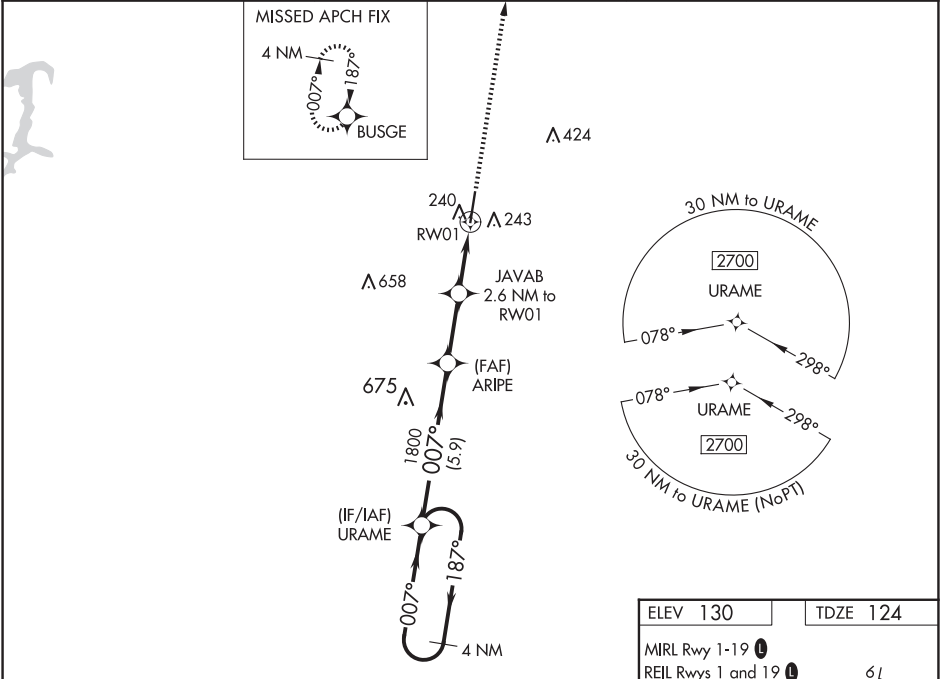 MISSED APCH FIX
4 NM
007°
187°
BUSGE
424
240
243
RW01
658
JAVAB
2.6 NM to
RW01
(FAF)
ARIPE
675
1800
007°
(5.9)
(IF/IAF)
URAME
007°
187°
4 NM
30 NM to URAME
2700
URAME
078°
298°
078°
298°
URAME
2700
30 NM to URAME (NoPT)
ELEV 130
TDZE 124
MIRL Rwy 1-19 L
REIL Rwys 1 and 19 L